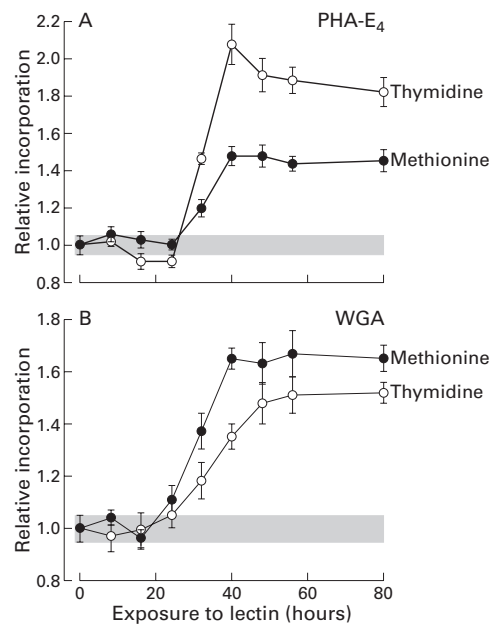 A PHA-E₄
2.2
2.0
1.8
1.6
1.4
1.2
1.0
0.8
Relative incorporation
Thymidine
Methionine
B WGA
1.8
1.6
1.4
1.2
1.0
0.8
Relative incorporation
Methionine
Thymidine
0 20 40 60 80
Exposure to lectin (hours)